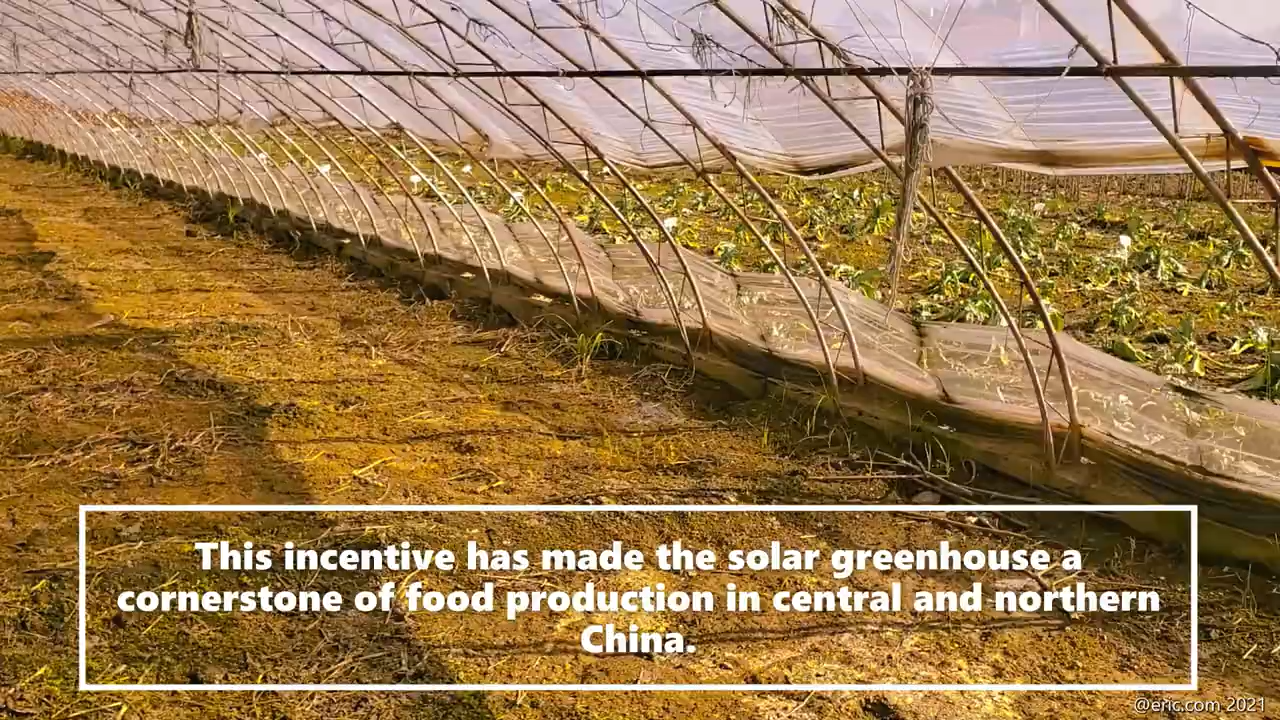 This incentive has made the solar greenhouse a
cornerstone of food production in central and northern
China.
@eric.com 2021